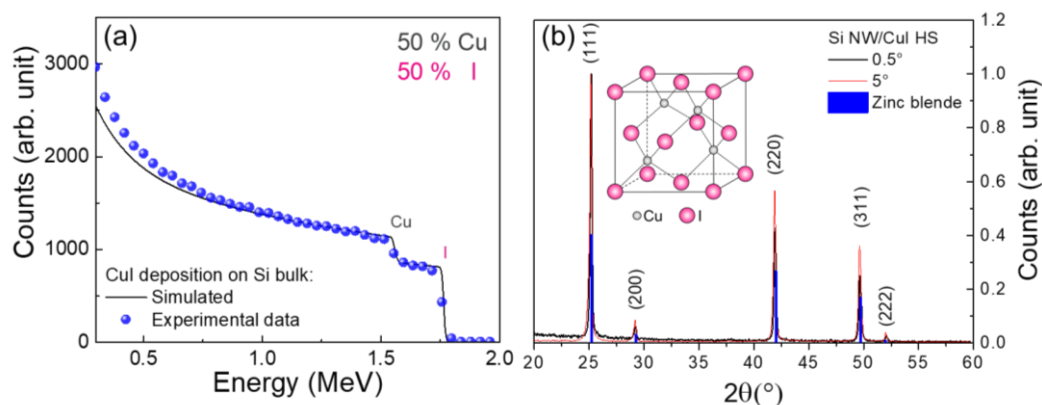 (a)
50 % Cu
50 % I
3000
2000
1000
0
Counts (arb. unit)
Cu
I
CuI deposition on Si bulk:
Simulated
Experimental data
0.5
1.0
1.5
2.0
Energy (MeV)
(b)
(111)
(200)
(220)
(311)
(222)
Si NW/CuI HS
0.5°
5°
Zinc blende
Cu
I
1.2
1.0
0.8
0.6
0.4
0.2
0.0
Counts (arb. unit)
20
25
30
35
40
45
50
55
60
2θ(°)